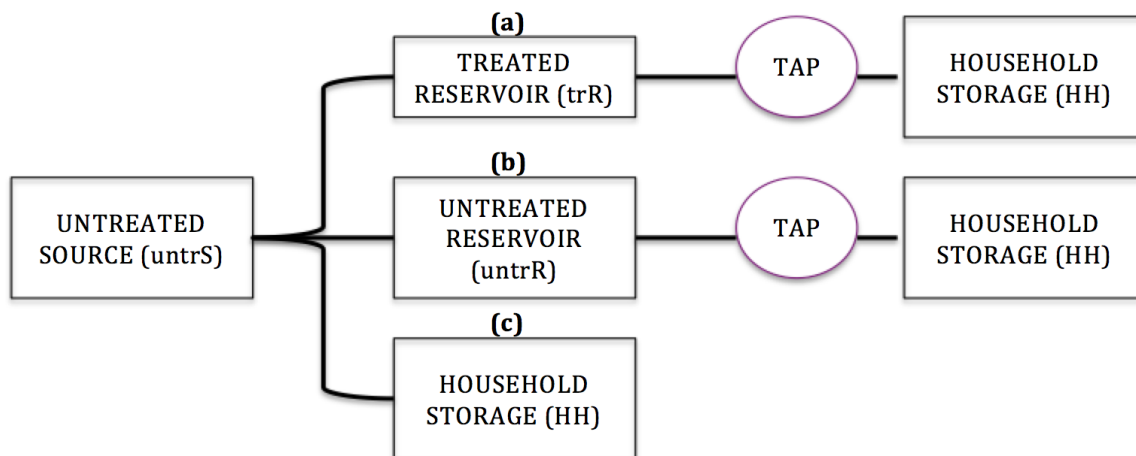 (a)
TREATED
RESERVOIR (trR)
TAP
HOUSEHOLD
STORAGE (HH)
UNTREATED
SOURCE (untrS)
(b)
UNTREATED
RESERVOIR
(untrR)
TAP
HOUSEHOLD
STORAGE (HH)
(c)
HOUSEHOLD
STORAGE (HH)